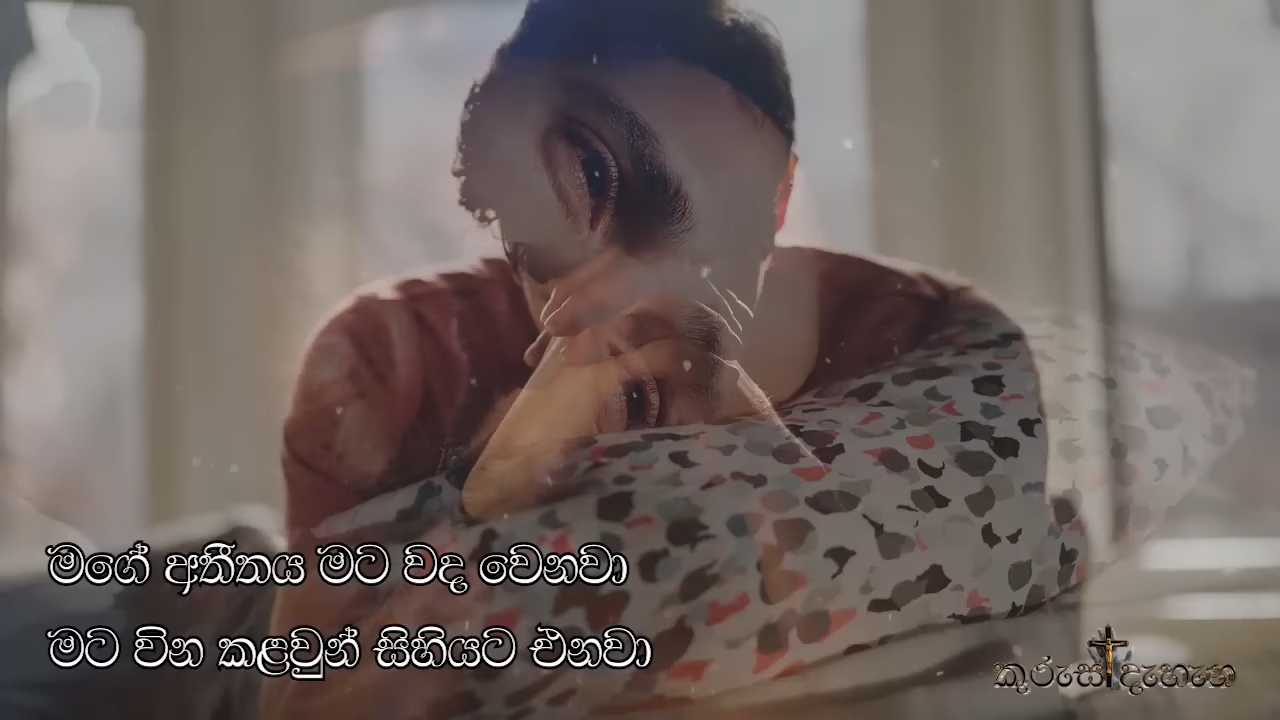 මගේ අතීතය මට වද වෙනවා
මට වින කළවුන් සිහියට එනවා
කුරුස දැහැන